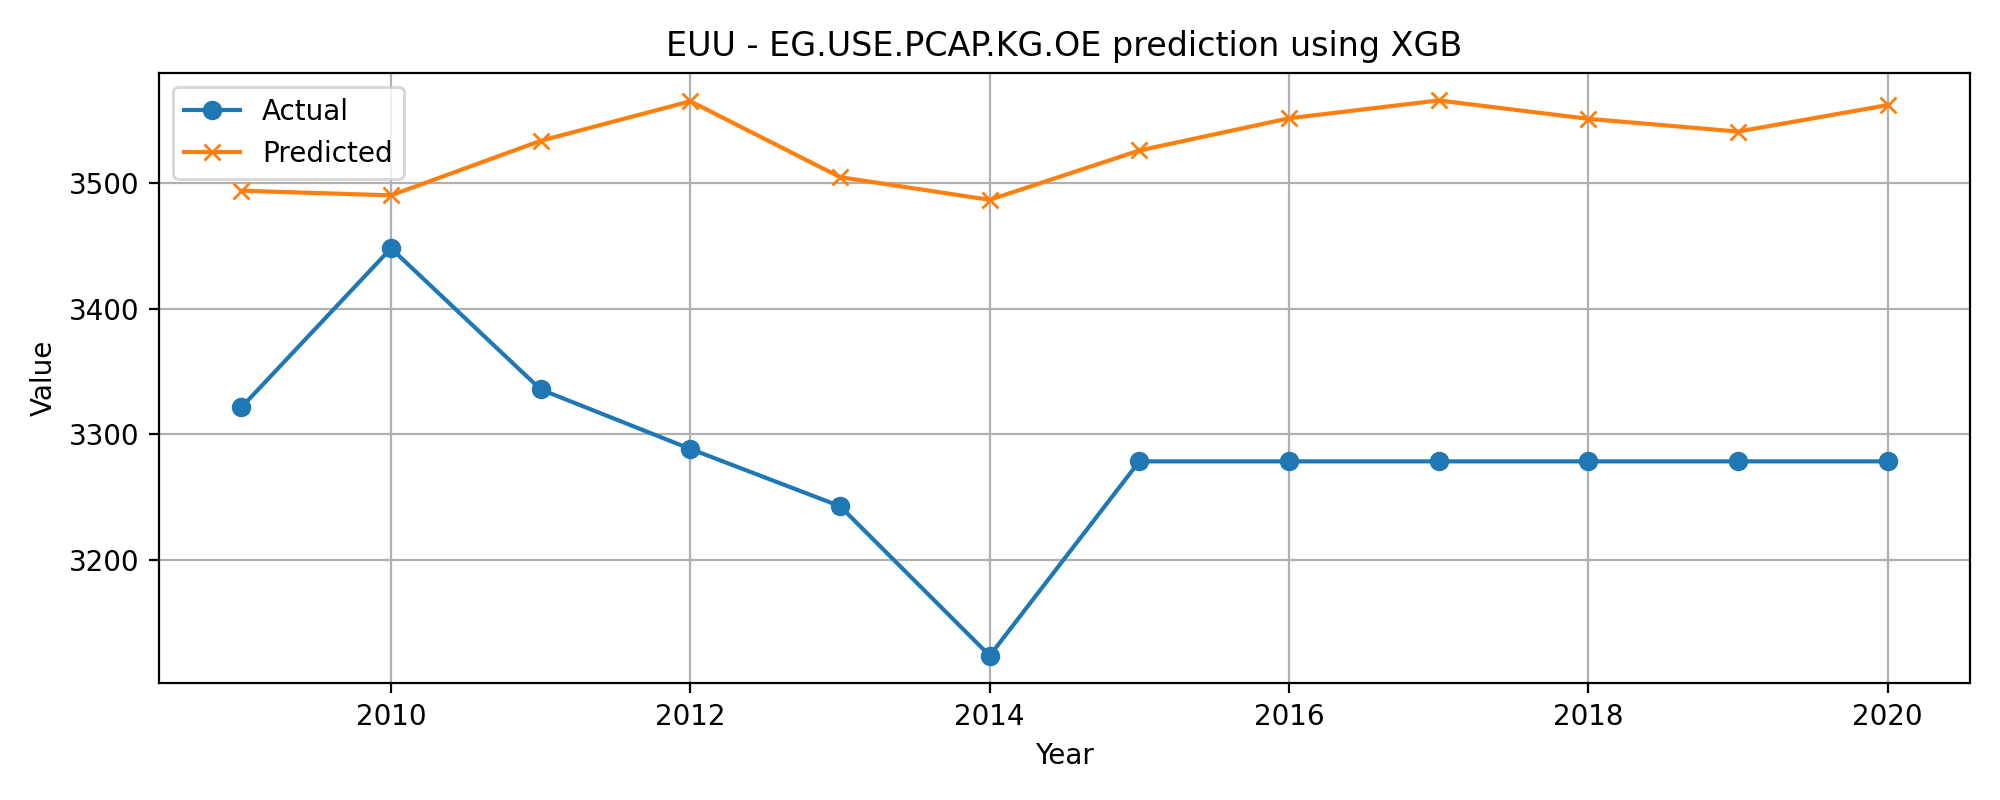 EUU - EG.USE.PCAP.KG.OE prediction using XGB
Actual
Predicted
3500
3400
3300
3200
Value
2010 2012 2014 2016 2018 2020
Year